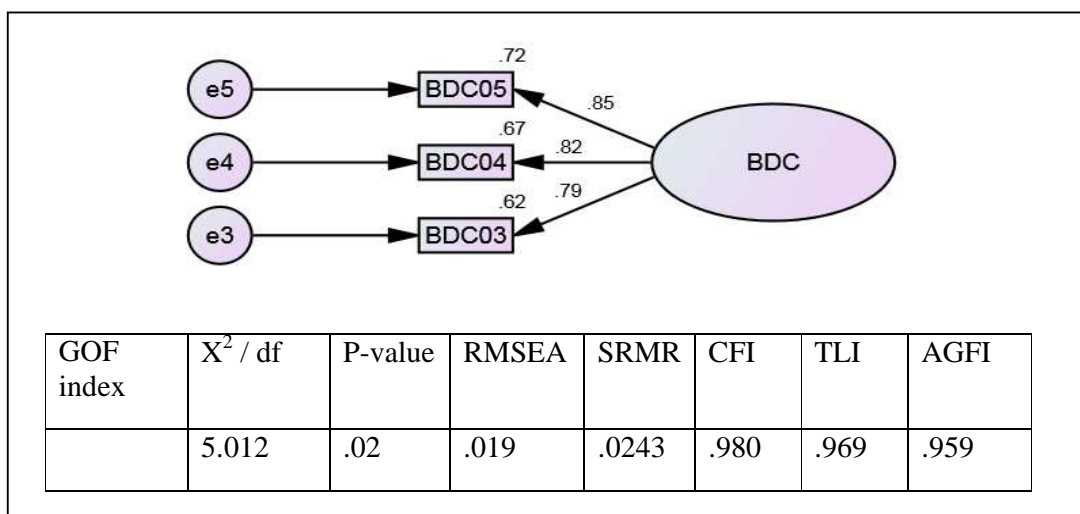 .72
e5 BDC05 .85
.67
e4 BDC04 .82 BDC
.62 .79
e3 BDC03
GOF index X² / df P-value RMSEA SRMR CFI TLI AGFI
5.012 .02 .019 .0243 .980 .969 .959